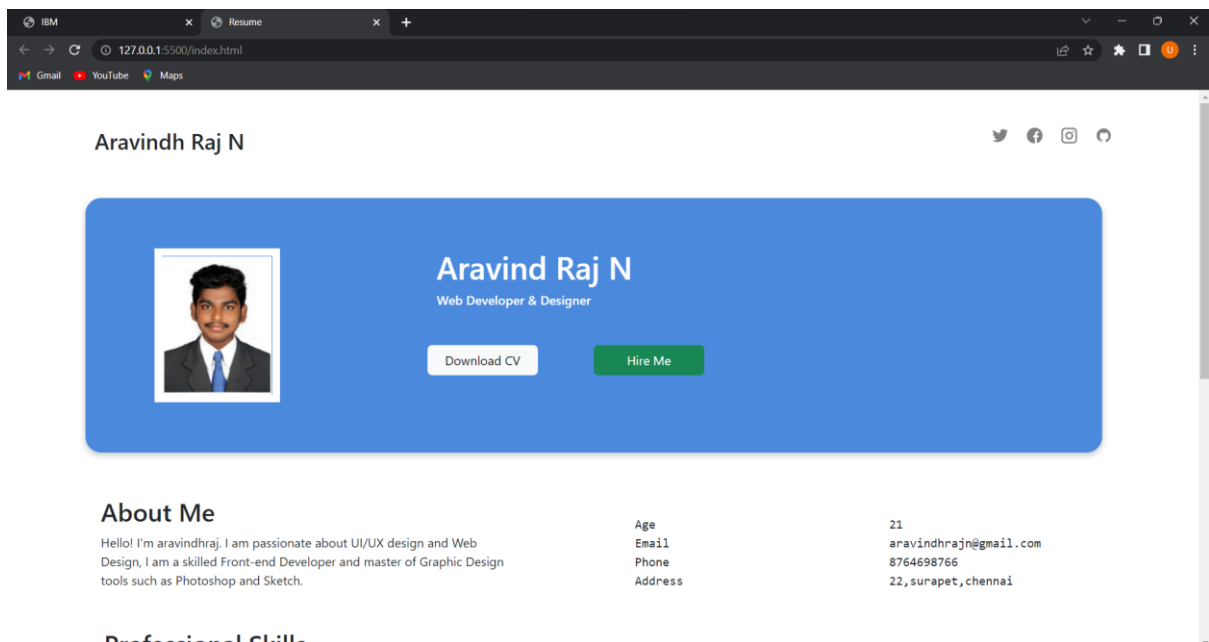 IBM
Resume
127.0.0.1:5500/index.html
U
Gmail
YouTube
Maps
Aravindh Raj N
Aravind Raj N
Web Developer & Designer
Download CV
Hire Me
About Me
Hello! I'm aravindhraj. I am passionate about UI/UX design and Web
Design, I am a skilled Front-end Developer and master of Graphic Design
tools such as Photoshop and Sketch.
Age 21
Email aravindhrajn@gmail.com
Phone 8764698766
Address 22,surapet,chennai
Professional Skills